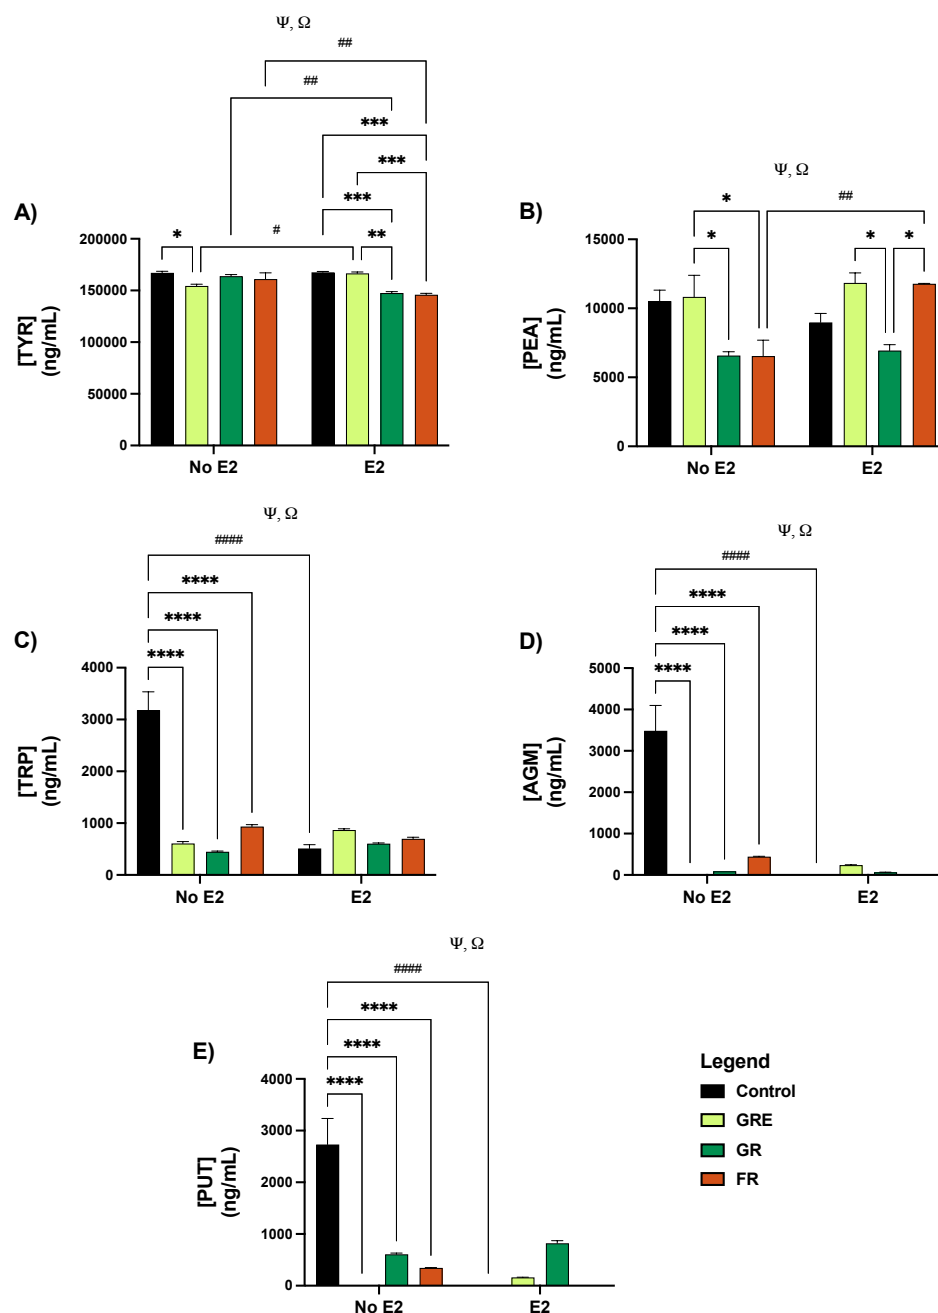 Ψ, Ω
##
##
***
***
***
A)
*
#
**
200000
150000
100000
50000
0
[TYR]
(ng/mL)
No E2
E2
Ψ, Ω
##
*
*
*
*
B)
15000
10000
5000
0
[PEA]
(ng/mL)
No E2
E2
Ψ, Ω
####
****
****
****
C)
4000
3000
2000
1000
0
[TRP]
(ng/mL)
No E2
E2
Ψ, Ω
####
****
****
****
D)
5000
4000
3000
2000
1000
0
[AGM]
(ng/mL)
No E2
E2
Ψ, Ω
####
****
****
****
E)
4000
3000
2000
1000
0
[PUT]
(ng/mL)
No E2
E2
Legend
Control
GRE
GR
FR